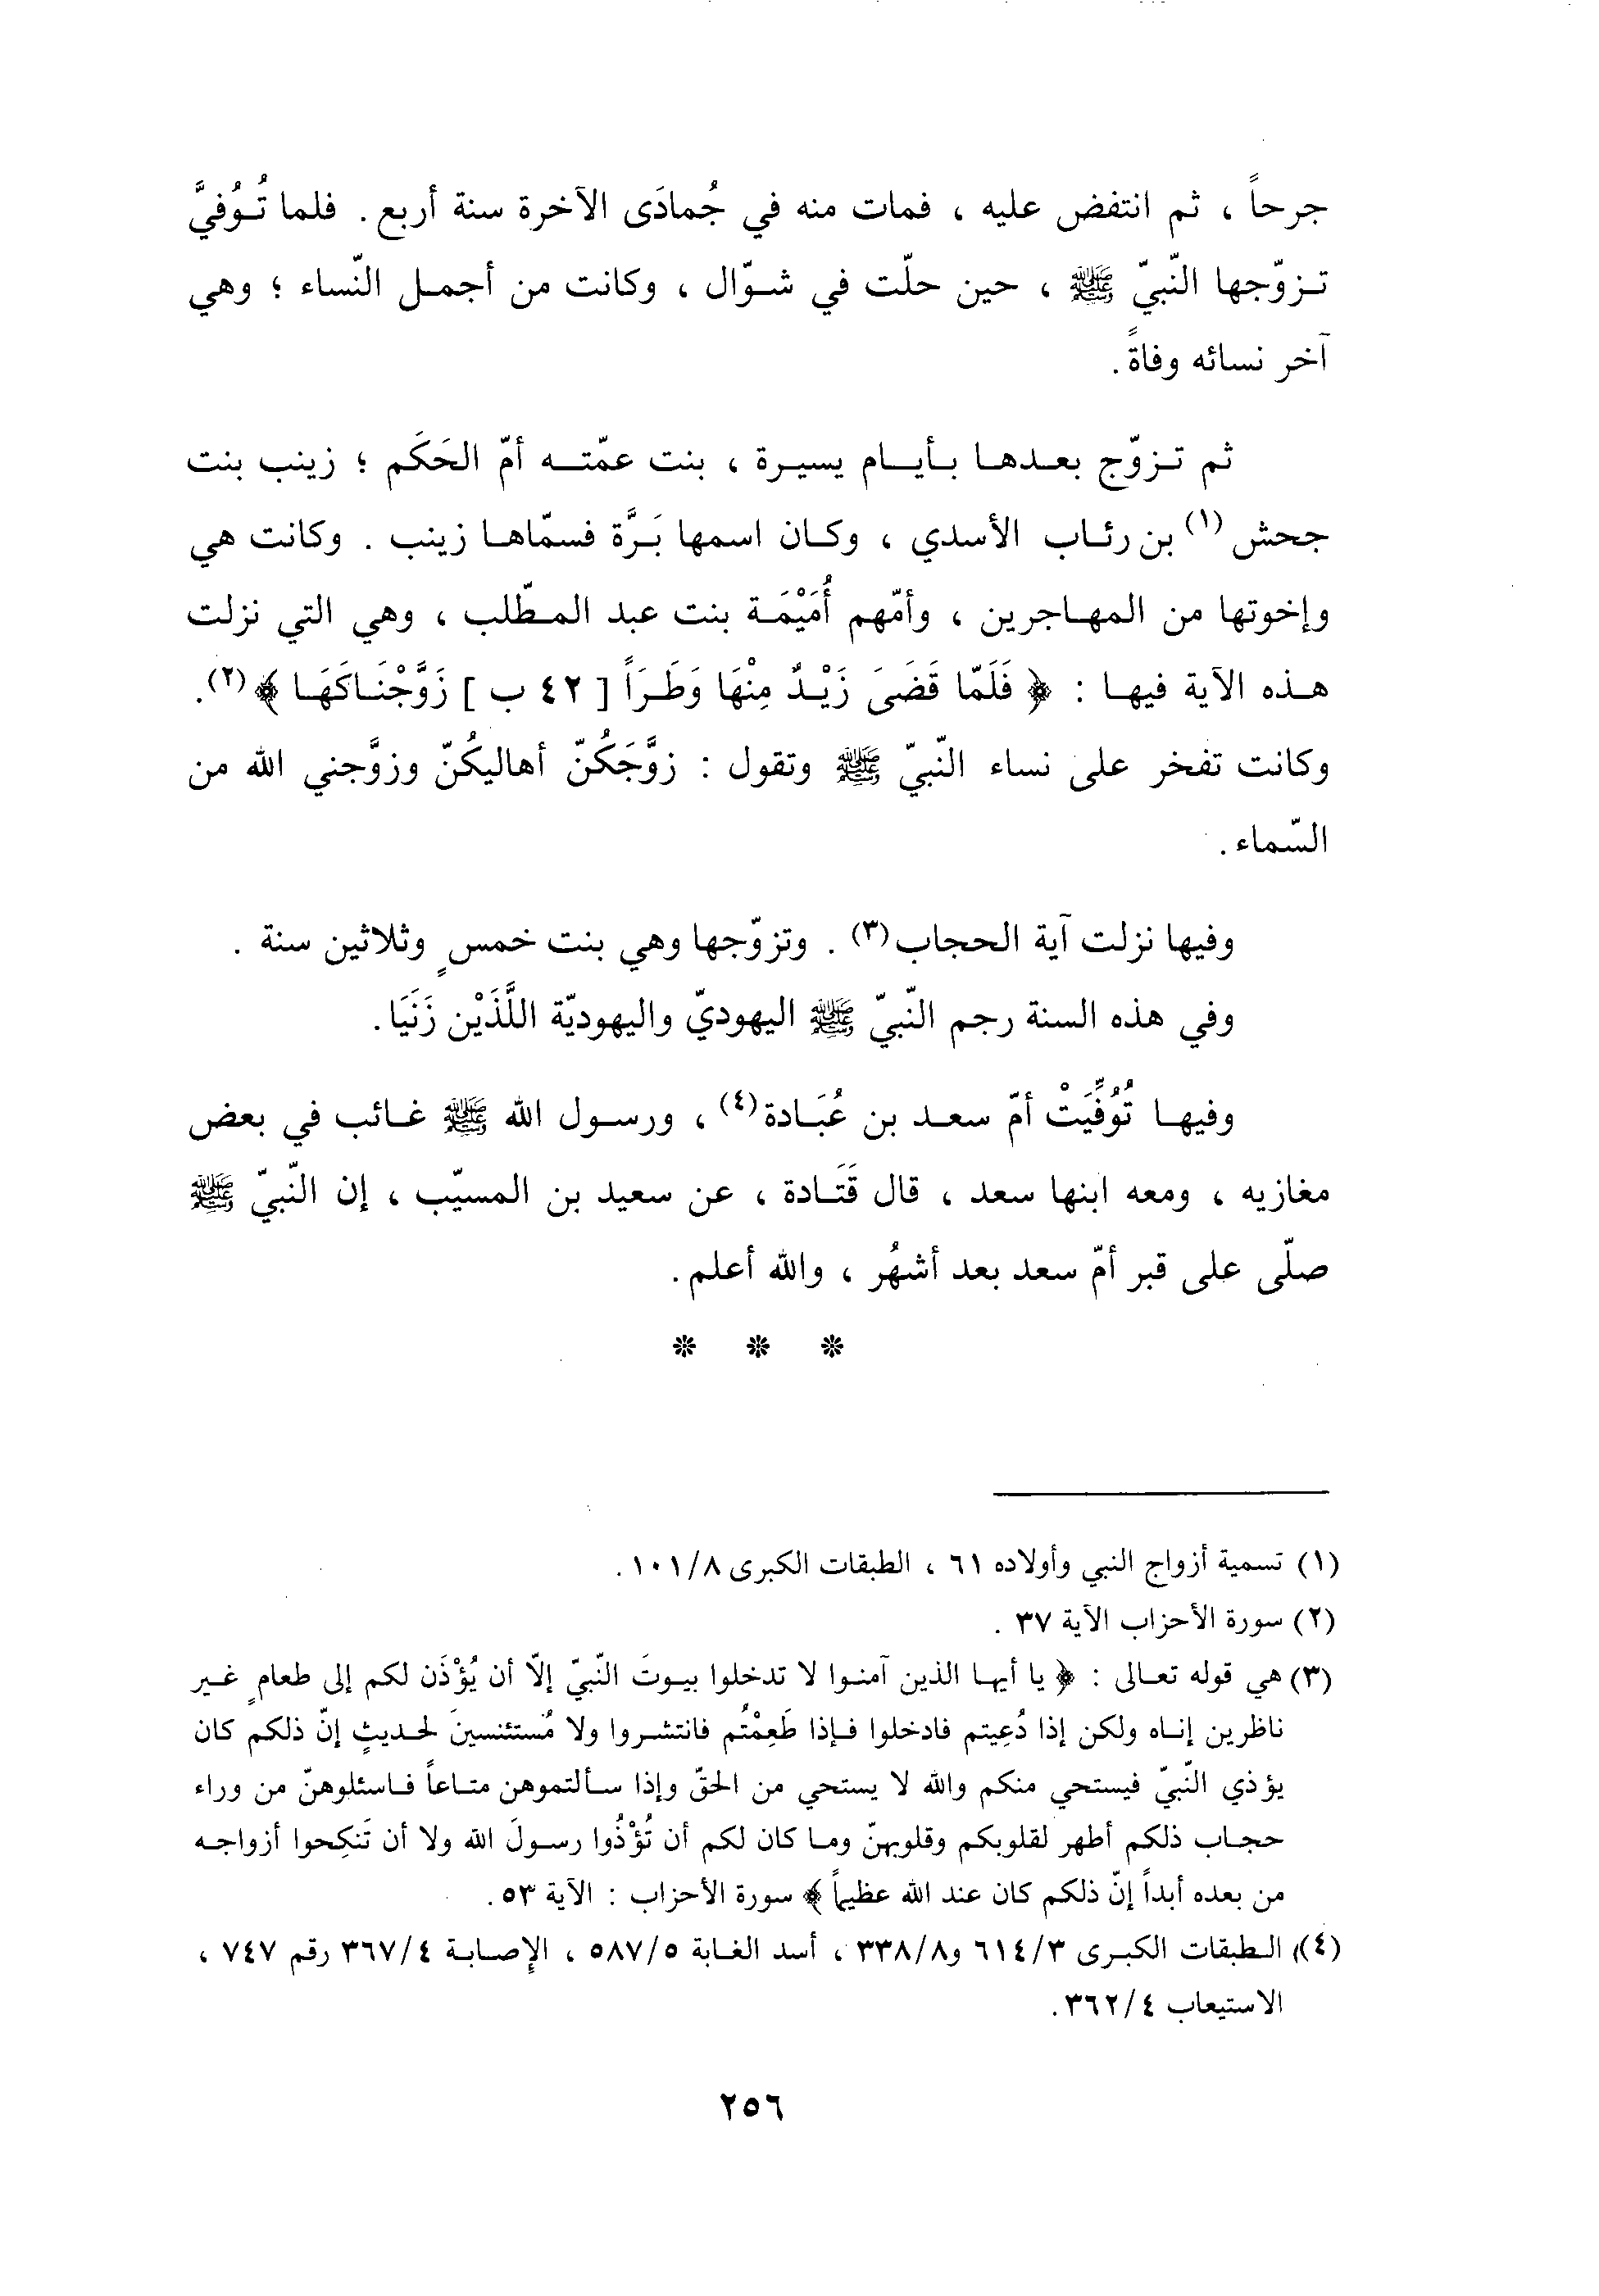 جرحاً ، ثم انتفض عليه ، فمات منه في جُمادَى الآخرة سنة أربع . فلما تُوُفيَّ
تزوّجها النّبيّ ﷺ ، حين حلّت في شوّال ، وكانت من أجمل النّساء ؛ وهي
آخر نسائه وفاةً .
ثم تزوّج بعدها بأيام يسيرة ، بنت عمّته أمّ الحَكَم ؛ زينب بنت
جحش (١) بن رئاب الأسدي ، وكان اسمها بَرَّة فسمّاها زينب . وكانت هي
وإخوتها من المهاجرين ، وأمّهم أُمَيْمَة بنت عبد المطّلب ، وهي التي نزلت
هذه الآية فيها : ﴿ فَلَمّا قَضَىَ زَيْدٌ مِنْهَا وَطَرَاً [ ٤٢ ب ] زَوَّجْنَاكَهَا ﴾ (٢) .
وكانت تفخر على نساء النّبيّ ﷺ وتقول : زوَّجَكُنّ أهاليكُنّ وزوَّجني الله من
السّماء .
وفيها نزلت آية الحجاب (٣) . وتزوّجها وهي بنت خمسٍ وثلاثين سنة .
وفي هذه السنة رجم النّبيّ ﷺ اليهوديّ واليهوديّة اللَّذَيْن زَنَيَا .
وفيها تُوُفِّيَتْ أمّ سعد بن عُبَادة (٤) ، ورسول الله ﷺ غائب في بعض
مغازيه ، ومعه ابنها سعد ، قال قَتَادة ، عن سعيد بن المسيّب ، إن النّبيّ ﷺ
صلّى على قبر أمّ سعد بعد أشهُر ، والله أعلم .
* * *
(١) تسمية أزواج النبي وأولاده ٦١ ، الطبقات الكبرى ١٠١/٨ .
(٢) سورة الأحزاب الآية ٣٧ .
(٣) هي قوله تعالى : ﴿ يا أيها الذين آمنوا لا تدخلوا بيوتَ النّبيّ إلّا أن يُؤْذَن لكم إلى طعامٍ غير
ناظرين إناه ولكن إذا دُعِيتم فادخلوا فإذا طَعِمْتُم فانتشروا ولا مُستئنسينَ لحديثٍ إنّ ذلكم كان
يؤذي النّبيّ فيستحي منكم والله لا يستحي من الحقّ وإذا سألتموهن متاعاً فاسئلوهنّ من وراء
حجاب ذلكم أطهر لقلوبكم وقلوبهنّ وما كان لكم أن تُؤْذُوا رسولَ الله ولا أن تَنكِحوا أزواجه
من بعده أبداً إنّ ذلكم كان عند الله عظيماً ﴾ سورة الأحزاب : الآية ٥٣ .
(٤) الطبقات الكبرى ٦١٤/٣ و٣٣٨/٨ ، أسد الغابة ٥٨٧/٥ ، الإصابة ٣٦٧/٤ رقم ٧٤٧ ،
الاستيعاب ٣٦٢/٤ .
٢٥٦